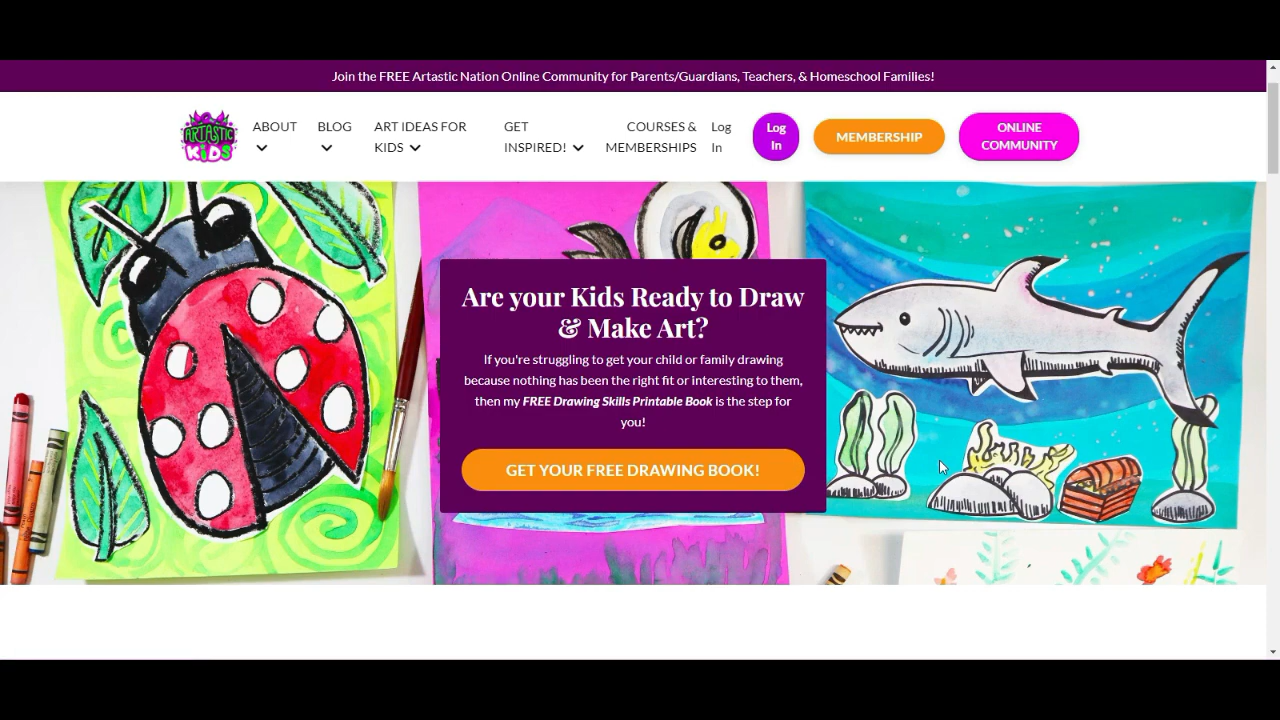 Join the FREE Artastic Nation Online Community for Parents/Guardians, Teachers, & Homeschool Families!
ARTASTIC
KiDS
ABOUT
BLOG
ART IDEAS FOR
KIDS
GET
INSPIRED!
COURSES &
MEMBERSHIPS
Log
In
Log
In
MEMBERSHIP
ONLINE
COMMUNITY
Are your Kids Ready to Draw
& Make Art?
If you're struggling to get your child or family drawing
because nothing has been the right fit or interesting to them,
then my FREE Drawing Skills Printable Book is the step for
you!
GET YOUR FREE DRAWING BOOK!